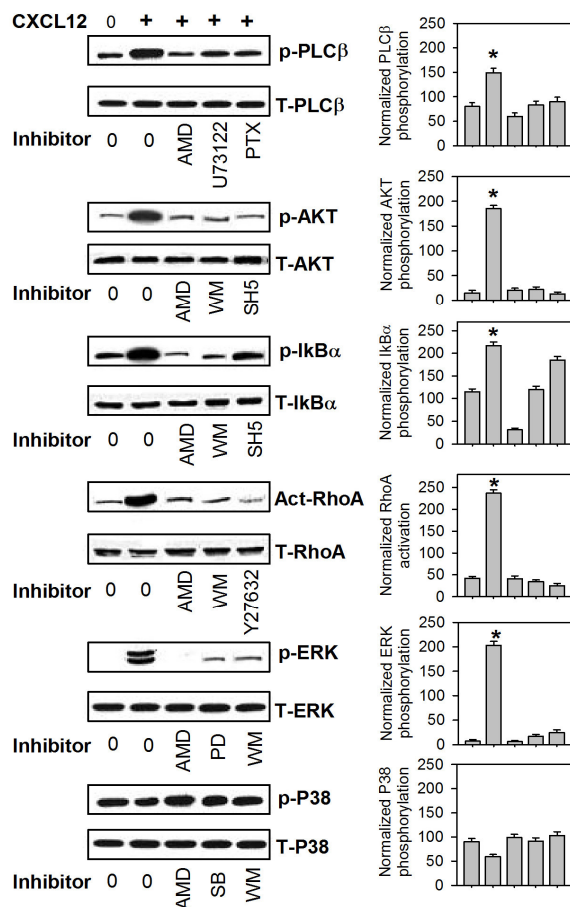 CXCL12 0 + + + +
p-PLCβ
T-PLCβ
Inhibitor 0 0 AMD U73122 PTX
Normalized PLCβ
phosphorylation
250
200
150
100
50
0
*
p-AKT
T-AKT
Inhibitor 0 0 AMD WM SH5
Normalized AKT
phosphorylation
250
200
150
100
50
0
*
p-IkBα
T-IkBα
Inhibitor 0 0 AMD WM SH5
Normalized IkBα
phosphorylation
250
200
150
100
50
0
*
Act-RhoA
T-RhoA
Inhibitor 0 0 AMD WM Y27632
Normalized RhoA
activation
250
200
150
100
50
0
*
p-ERK
T-ERK
Inhibitor 0 0 AMD PD WM
Normalized ERK
phosphorylation
250
200
150
100
50
0
*
p-P38
T-P38
Inhibitor 0 0 AMD SB WM
Normalized P38
phosphorylation
250
200
150
100
50
0